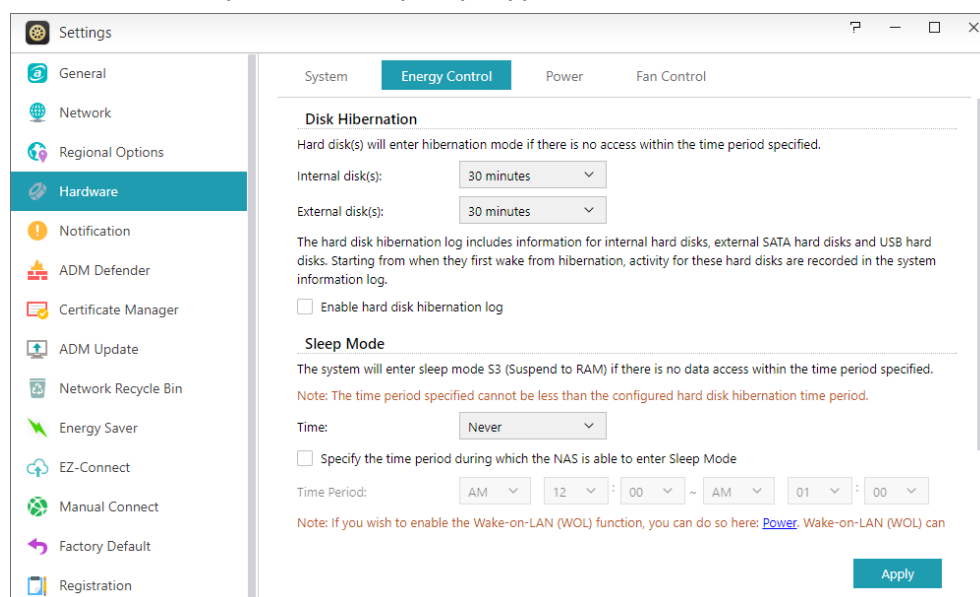 Settings
General
Network
Regional Options
Hardware
Notification
ADM Defender
Certificate Manager
ADM Update
Network Recycle Bin
Energy Saver
EZ-Connect
Manual Connect
Factory Default
Registration
System Energy Control Power Fan Control
Disk Hibernation
Hard disk(s) will enter hibernation mode if there is no access within the time period specified.
Internal disk(s): 30 minutes
External disk(s): 30 minutes
The hard disk hibernation log includes information for internal hard disks, external SATA hard disks and USB hard
disks. Starting from when they first wake from hibernation, activity for these hard disks are recorded in the system
information log.
Enable hard disk hibernation log
Sleep Mode
The system will enter sleep mode S3 (Suspend to RAM) if there is no data access within the time period specified.
Note: The time period specified cannot be less than the configured hard disk hibernation time period.
Time: Never
Specify the time period during which the NAS is able to enter Sleep Mode
Time Period: AM 12 : 00 ~ AM 01 : 00
Note: If you wish to enable the Wake-on-LAN (WOL) function, you can do so here: Power. Wake-on-LAN (WOL) can
Apply